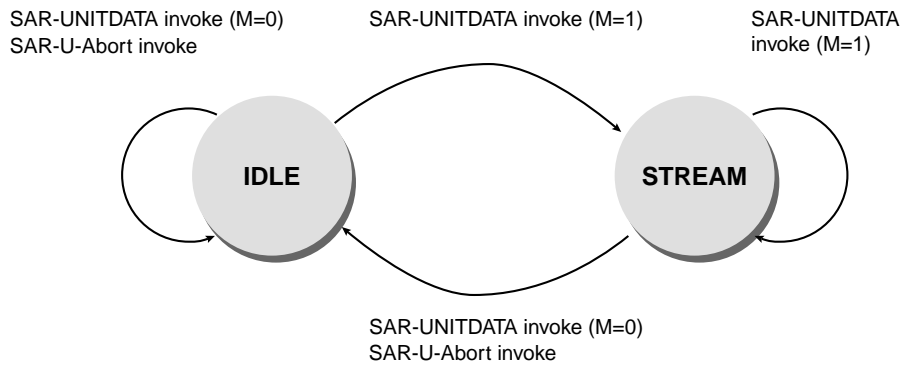 SAR-UNITDATA invoke (M=0)
SAR-U-Abort invoke
SAR-UNITDATA invoke (M=1)
SAR-UNITDATA
invoke (M=1)
IDLE
STREAM
SAR-UNITDATA invoke (M=0)
SAR-U-Abort invoke